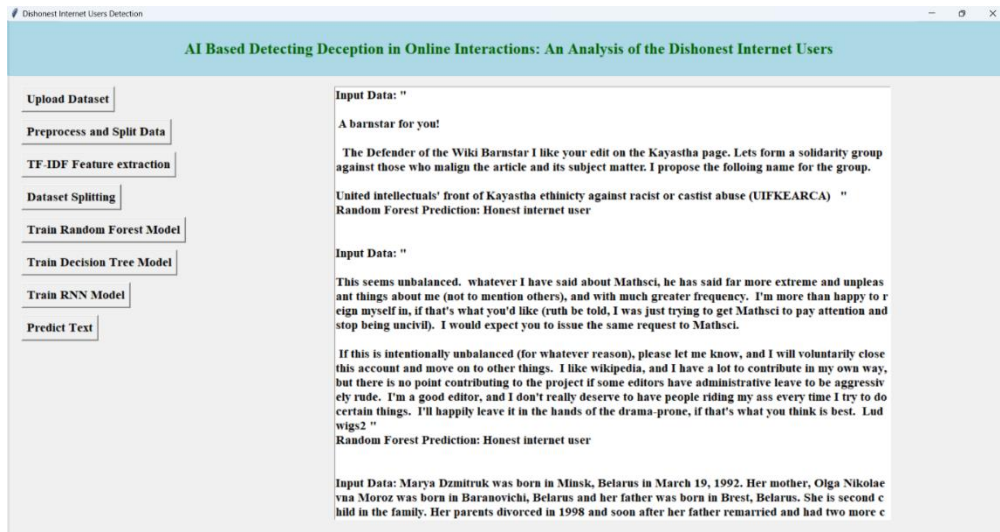 Dishonest Internet Users Detection
AI Based Detecting Deception in Online Interactions: An Analysis of the Dishonest Internet Users
Upload Dataset
Preprocess and Split Data
TF-IDF Feature extraction
Dataset Splitting
Train Random Forest Model
Train Decision Tree Model
Train RNN Model
Predict Text
Input Data: "
A barnstar for you!
The Defender of the Wiki Barnstar I like your edit on the Kayastha page. Lets form a solidarity group
against those who malign the article and its subject matter. I propose the folloing name for the group.
United intellectuals' front of Kayastha ethinicty against racist or castist abuse (UIFKEARCA) "
Random Forest Prediction: Honest internet user
Input Data: "
This seems unbalanced. whatever I have said about Mathsci, he has said far more extreme and unpleas
ant things about me (not to mention others), and with much greater frequency. I'm more than happy to r
eign myself in, if that's what you'd like (ruth be told, I was just trying to get Mathsci to pay attention and
stop being uncivil). I would expect you to issue the same request to Mathsci.
If this is intentionally unbalanced (for whatever reason), please let me know, and I will voluntarily close
this account and move on to other things. I like wikipedia, and I have a lot to contribute in my own way,
but there is no point contributing to the project if some editors have administrative leave to be aggressiv
ely rude. I'm a good editor, and I don't really deserve to have people riding my ass every time I try to do
certain things. I'll happily leave it in the hands of the drama-prone, if that's what you think is best. Lud
wigs2 "
Random Forest Prediction: Honest internet user
Input Data: Marya Dzmitruk was born in Minsk, Belarus in March 19, 1992. Her mother, Olga Nikolae
vna Moroz was born in Baranovichi, Belarus and her father was born in Brest, Belarus. She is second c
hild in the family. Her parents divorced in 1998 and soon after her father remarried and had two more c